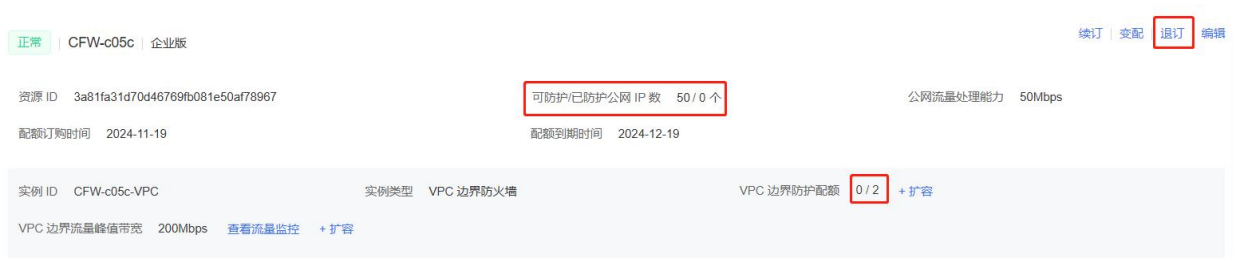 正常 CFW-c05c 企业版 续订 变配 退订 编辑
资源 ID 3a81fa31d70d46769fb081e50af78967 可防护/已防护公网 IP 数 50 / 0 个 公网流量处理能力 50Mbps
配额订购时间 2024-11-19 配额到期时间 2024-12-19
实例 ID CFW-c05c-VPC 实例类型 VPC 边界防火墙 VPC 边界防护配额 0 / 2 + 扩容
VPC 边界流量峰值带宽 200Mbps 查看流量监控 + 扩容